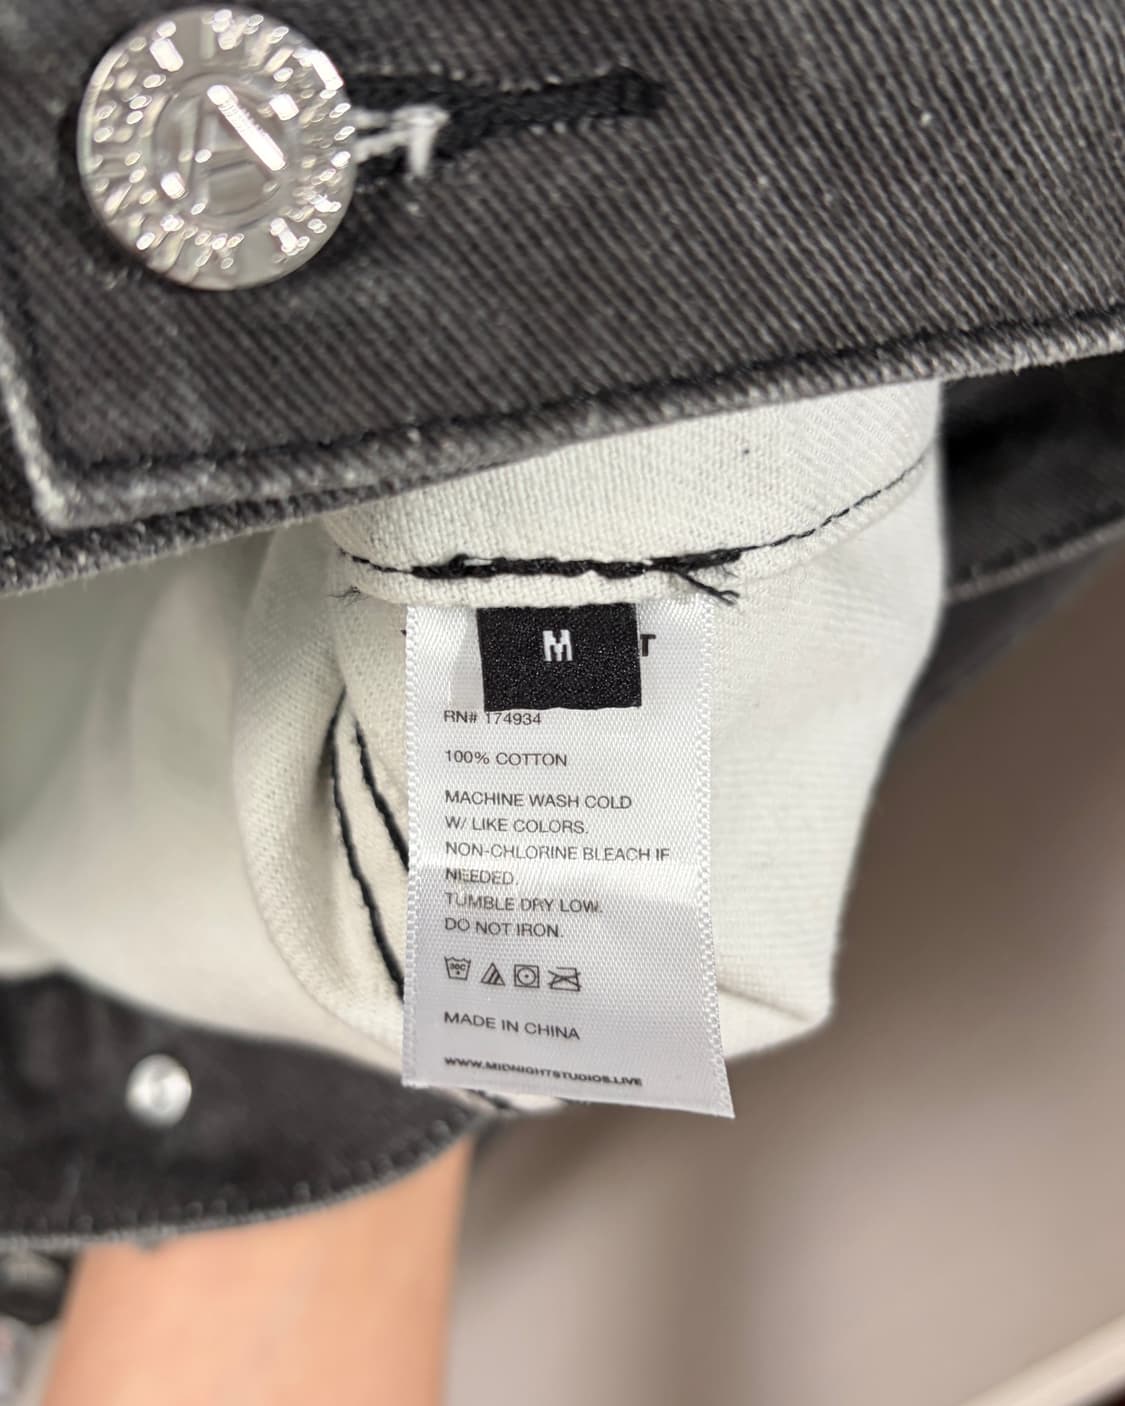 M
T
RN# 174934
100% COTTON
MACHINE WASH COLD
W/ LIKE COLORS.
NON-CHLORINE BLEACH IF
NEEDED.
TUMBLE DRY LOW.
DO NOT IRON.
30C
MADE IN CHINA
WWW.MIDNIGHTSTUDIOS.LIVE